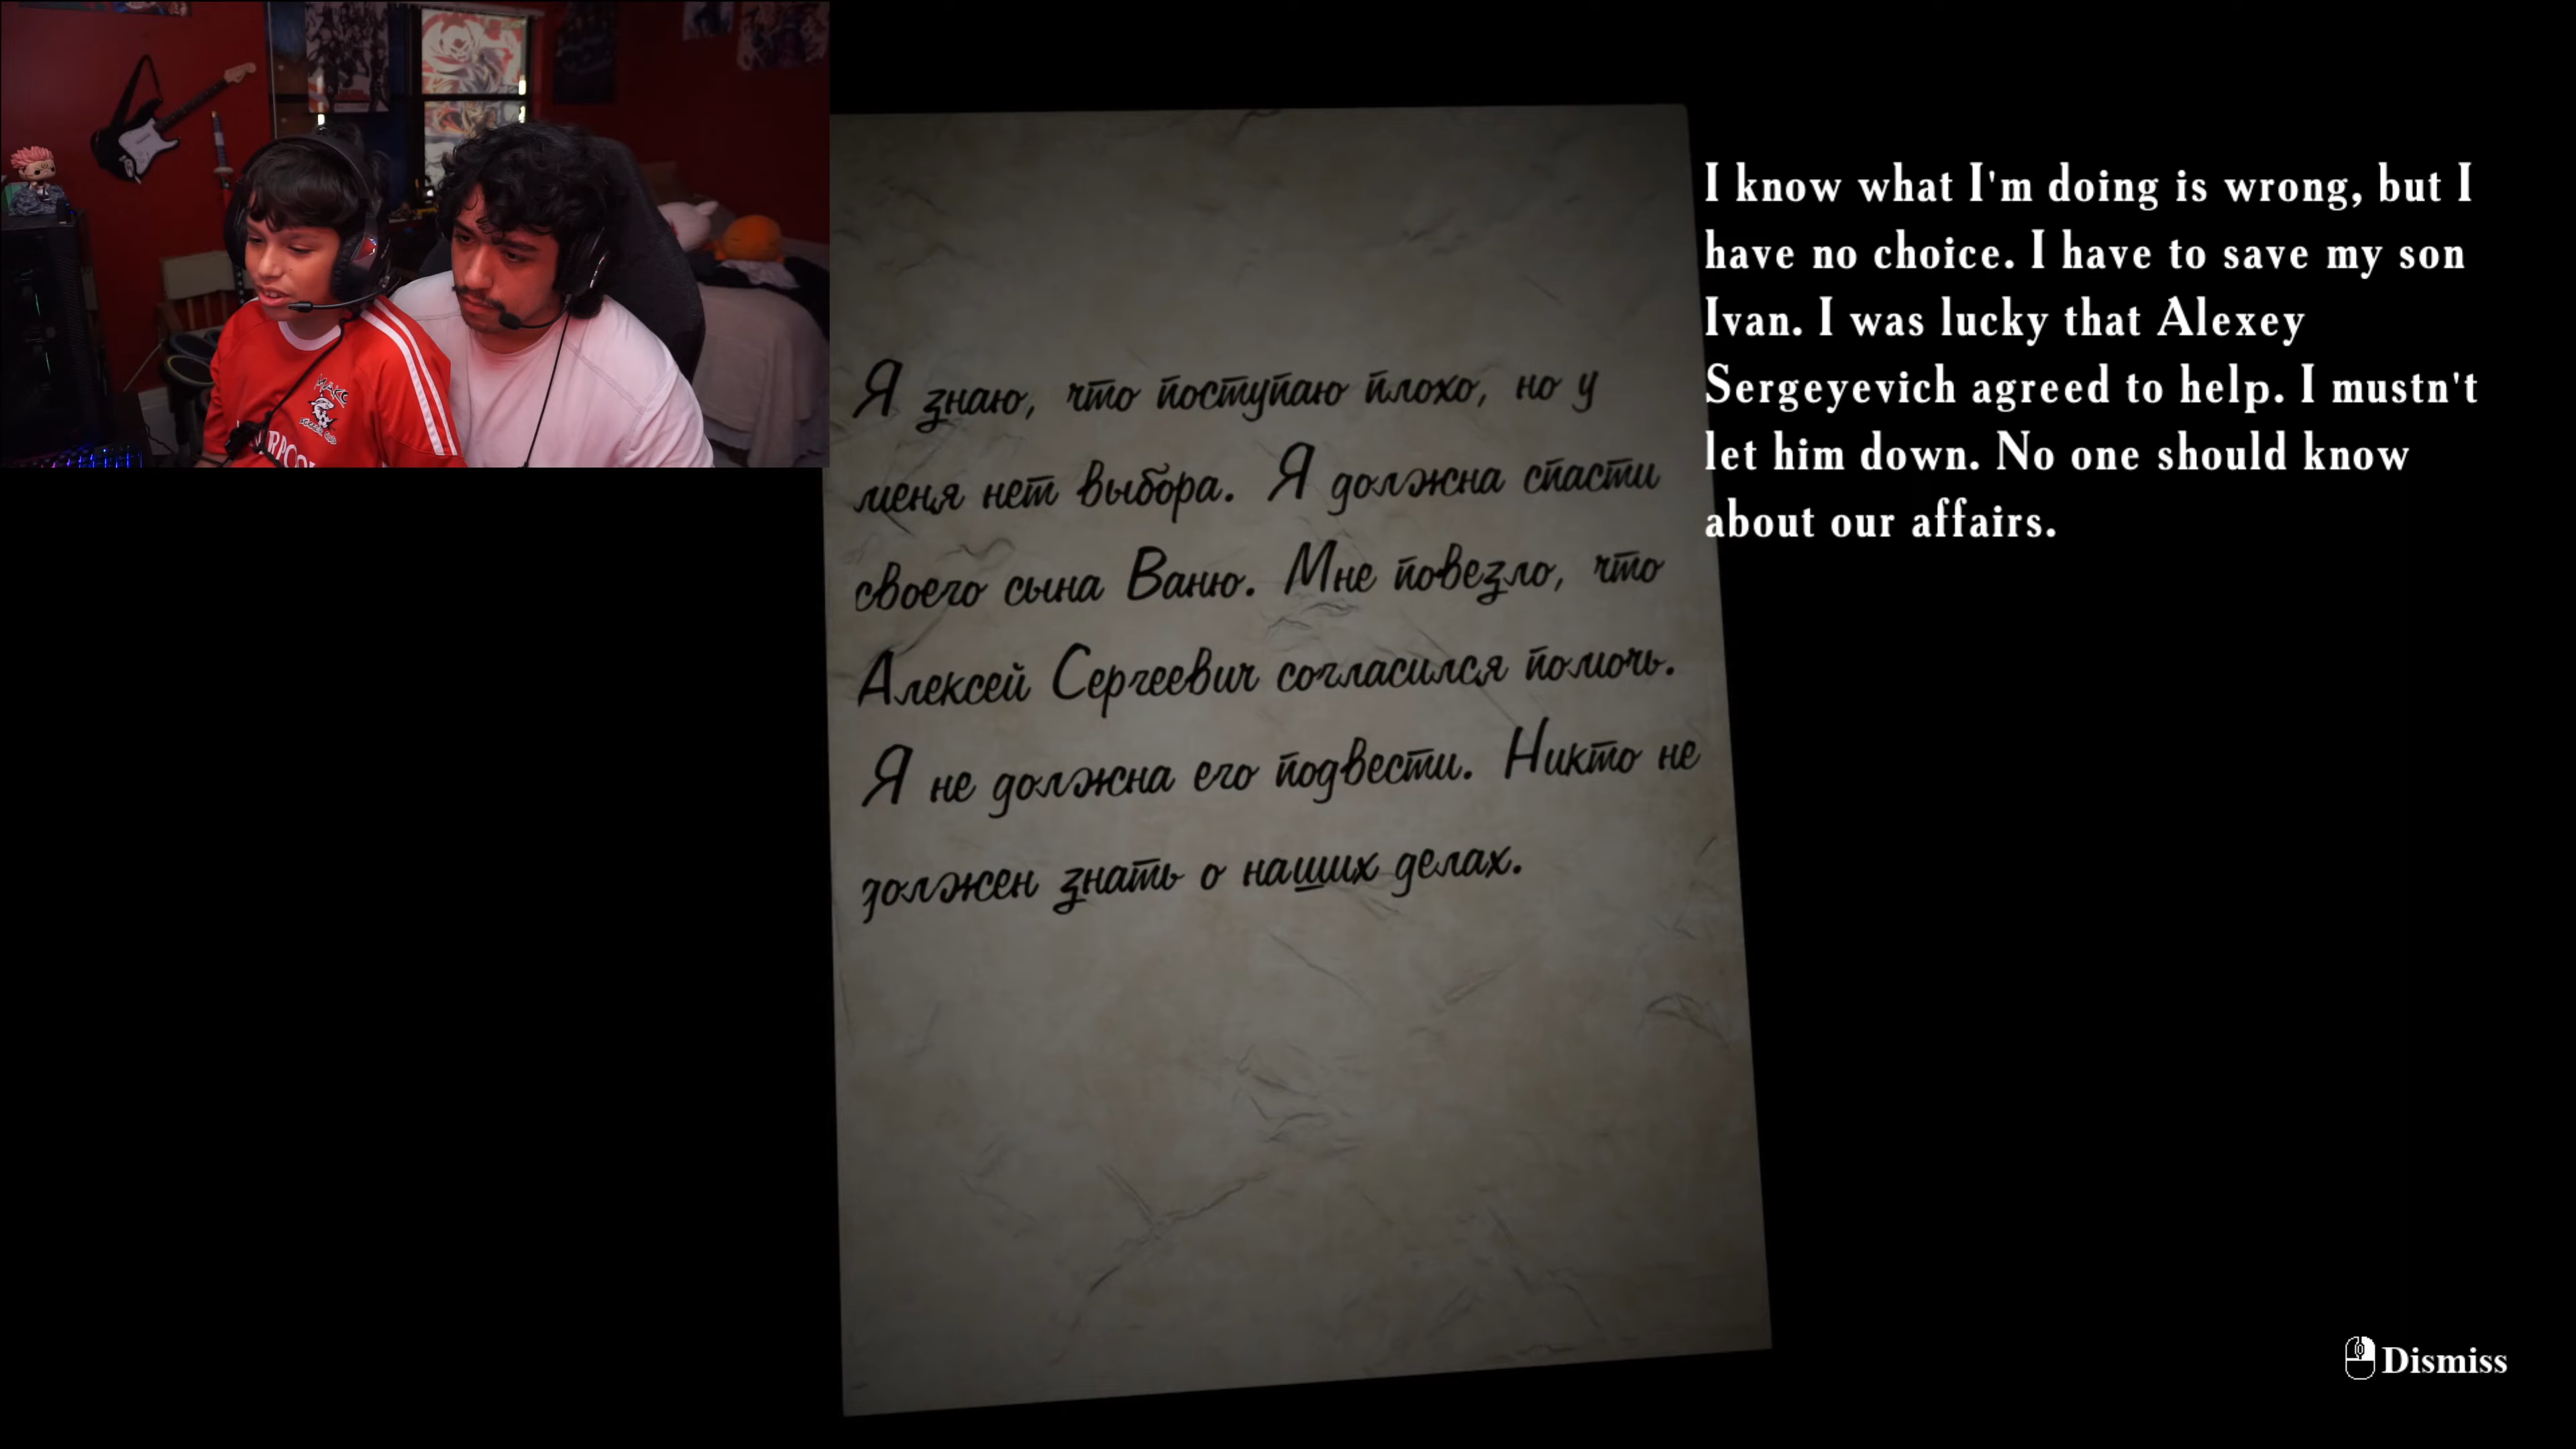 Я знаю, что поступаю плохо, но у
меня нет выбора. Я должна спасти
своего сына Ваню. Мне повезло, что
Алексей Сергеевич согласился помочь.
Я не должна его подвести. Никто не
должен знать о наших делах.
I know what I'm doing is wrong, but I
have no choice. I have to save my son
Ivan. I was lucky that Alexey
Sergeyevich agreed to help. I mustn't
let him down. No one should know
about our affairs.
Dismiss
MAKO